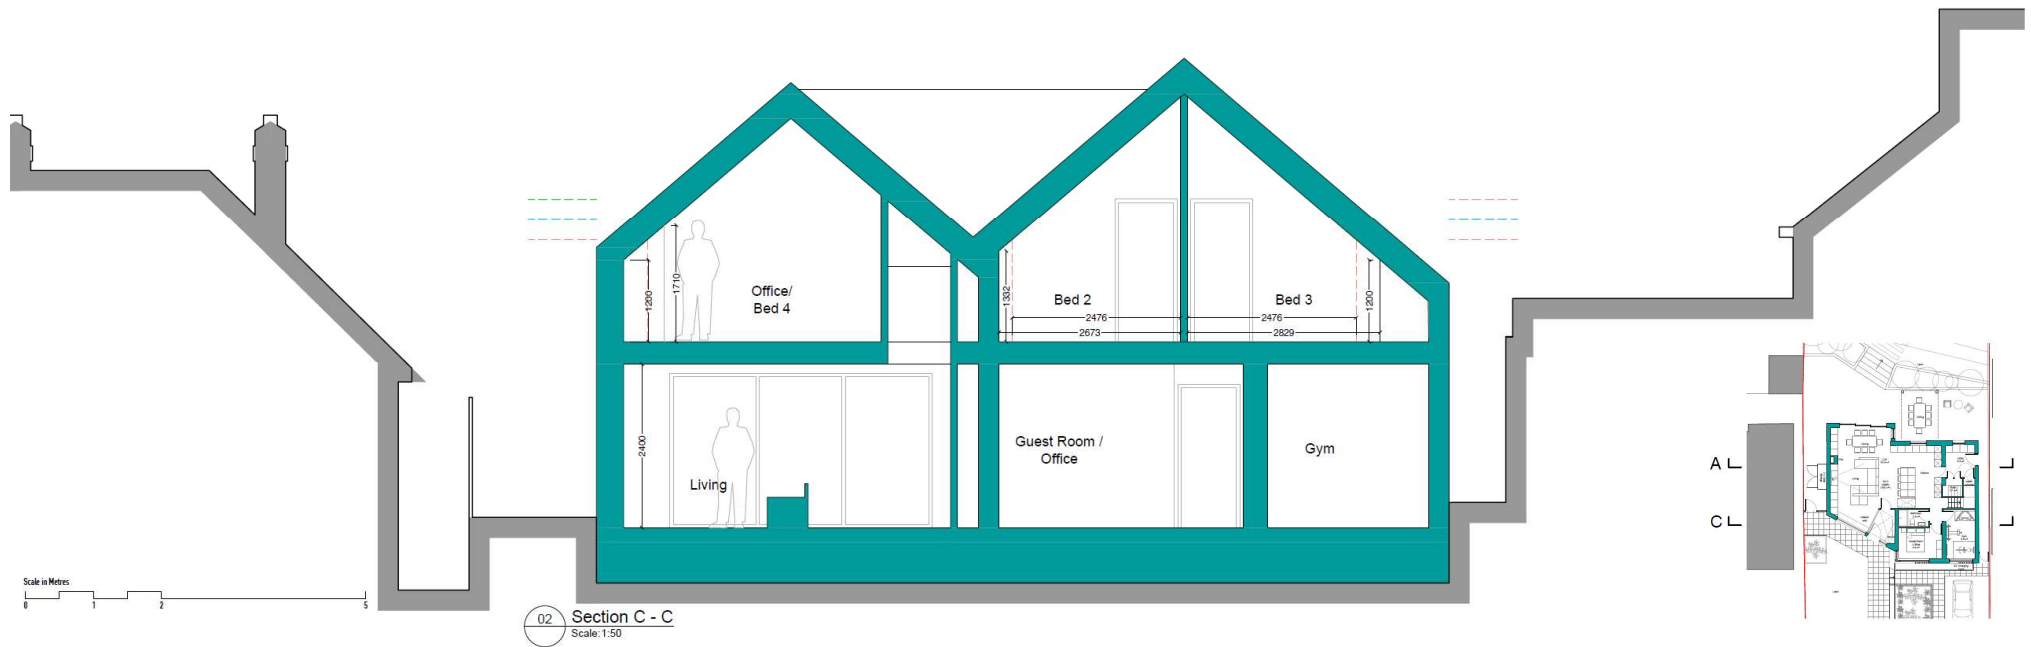 Office/
Bed 4
1200
1710
Bed 2
Bed 3
1332
1200
2476
2476
2673
2829
2400
Living
Guest Room /
Office
Gym
A
C
Scale in Metres
0 1 2 5
02 Section C - C
Scale: 1:50